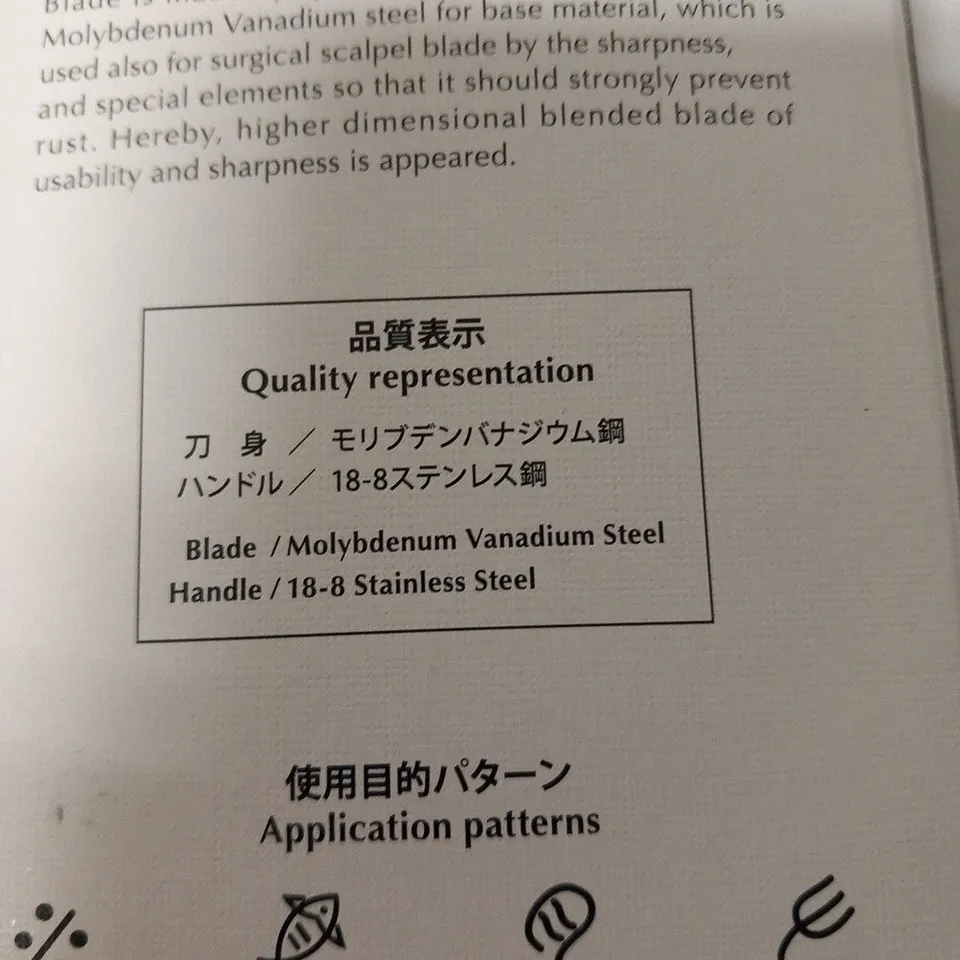 Blade is
Molybdenum Vanadium steel for base material, which is
used also for surgical scalpel blade by the sharpness,
and special elements so that it should strongly prevent
rust. Hereby, higher dimensional blended blade of
usability and sharpness is appeared.
品質表示
Quality representation
刀 身 ／ モリブデンバナジウム鋼
ハンドル／ 18-8ステンレス鋼
Blade / Molybdenum Vanadium Steel
Handle / 18-8 Stainless Steel
使用目的パターン
Application patterns